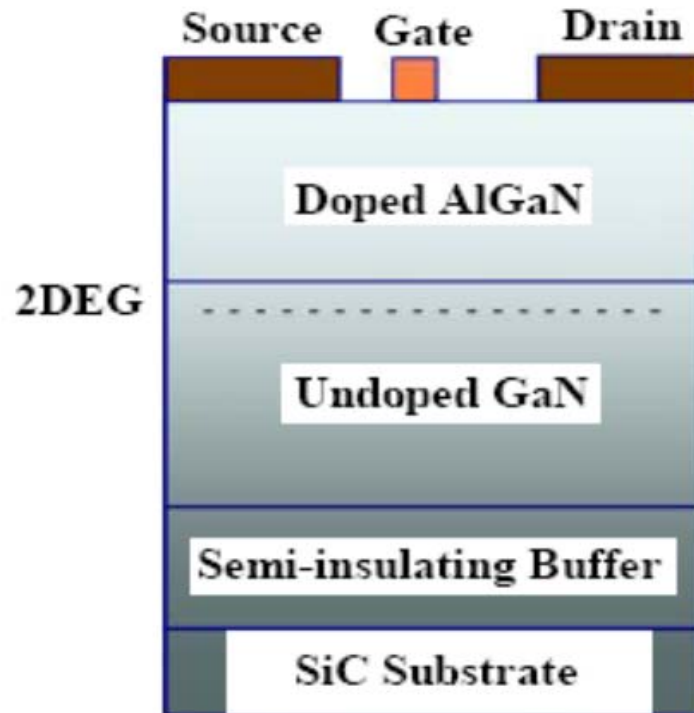 Source Gate Drain
Doped AlGaN
2DEG
Undoped GaN
Semi-insulating Buffer
SiC Substrate